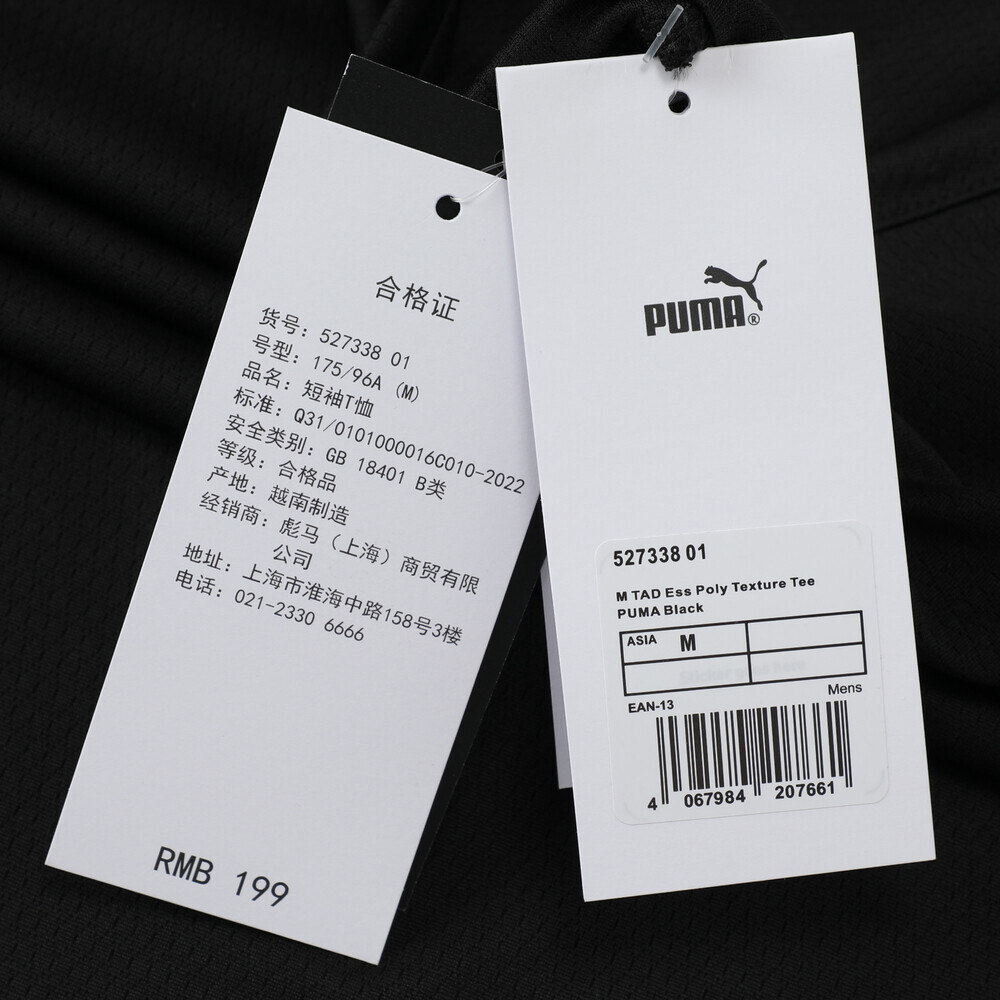 合格证
货号: 527338 01
号型: 175/96A (M)
品名: 短袖T恤
标准: Q31/0101000016C010-2022
安全类别: GB 18401 B类
等级: 合格品
产地: 越南制造
经销商: 彪马（上海）商贸有限
公司
地址: 上海市淮海中路158号3楼
电话: 021-2330 6666
RMB 199
PUMA®
527338 01
M TAD Ess Poly Texture Tee
PUMA Black
ASIA M
Mens
EAN-13
4 067984 207661